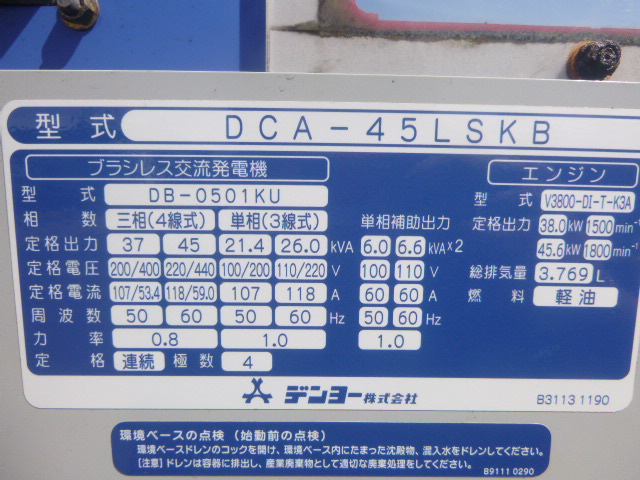 型式 DCA-45LSKB
ブラシレス交流発電機
型式 DB-0501KU
相数 三相(4線式) 単相(3線式) 単相補助出力
定格出力 37 45 21.4 26.0 kVA 6.0 6.6 kVA×2
定格電圧 200/400 220/440 100/200 110/220 V 100 110 V
定格電流 107/53.4 118/59.0 107 118 A 60 60 A
周波数 50 60 50 60 Hz 50 60 Hz
力率 0.8 1.0 1.0
定格 連続 極数 4
エンジン
型式 V3800-DI-T-K3A
定格出力 38.0 kW 1500 min⁻¹
45.6 kW 1800 min⁻¹
総排気量 3.769 L
燃料 軽油
デンヨー株式会社
B31131190
環境ベースの点検(始動前の点検)
環境ベースドレンのコックを開け、環境ベース内にたまった沈殿物、混入水をドレンしてください。
[注意]ドレンは容器に排出し、産業廃棄物として適切な廃棄処理をしてください。
B9111 0290